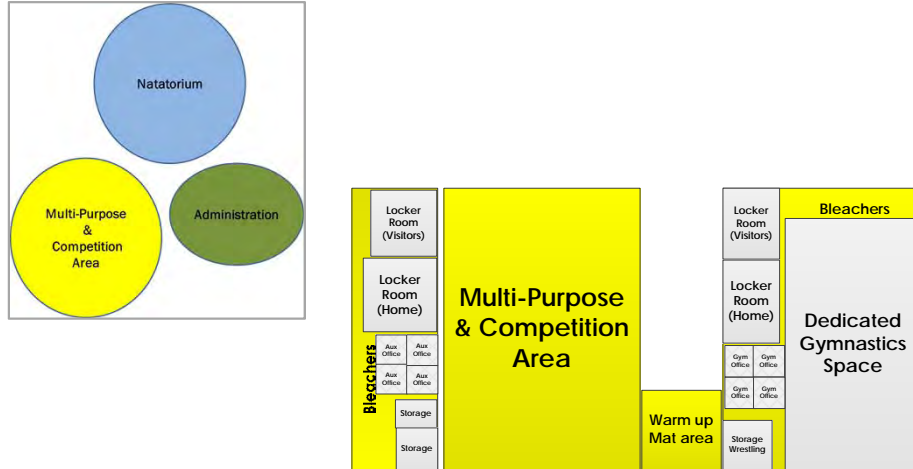 Natatorium
Multi-Purpose
&
Competition
Area
Administration
Locker
Room
(Visitors)
Locker
Room
(Home)
Bleachers
Aux
Office
Aux
Office
Aux
Office
Aux
Office
Storage
Storage
Multi-Purpose
& Competition
Area
Warm up
Mat area
Locker
Room
(Visitors)
Locker
Room
(Home)
Gym
Office
Gym
Office
Gym
Office
Gym
Office
Storage
Wrestling
Bleachers
Dedicated
Gymnastics
Space